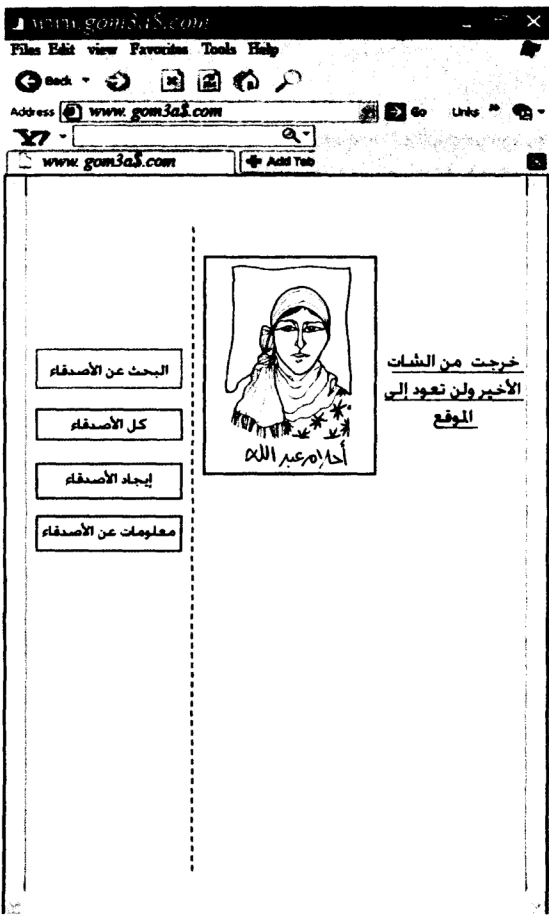 www.gom3a$.com
Files Edit view Favorites Tools Help
Back
Address www. gom3a$.com Go Links »
Y7
www. gom3a$.com Add Tab
خرجت من الشات
الأخير ولن تعود إلى
الموقع
أحلام عبد الله
البحث عن الأصدقاء
كل الأصدقاء
إيجاد الأصدقاء
معلومات عن الأصدقاء